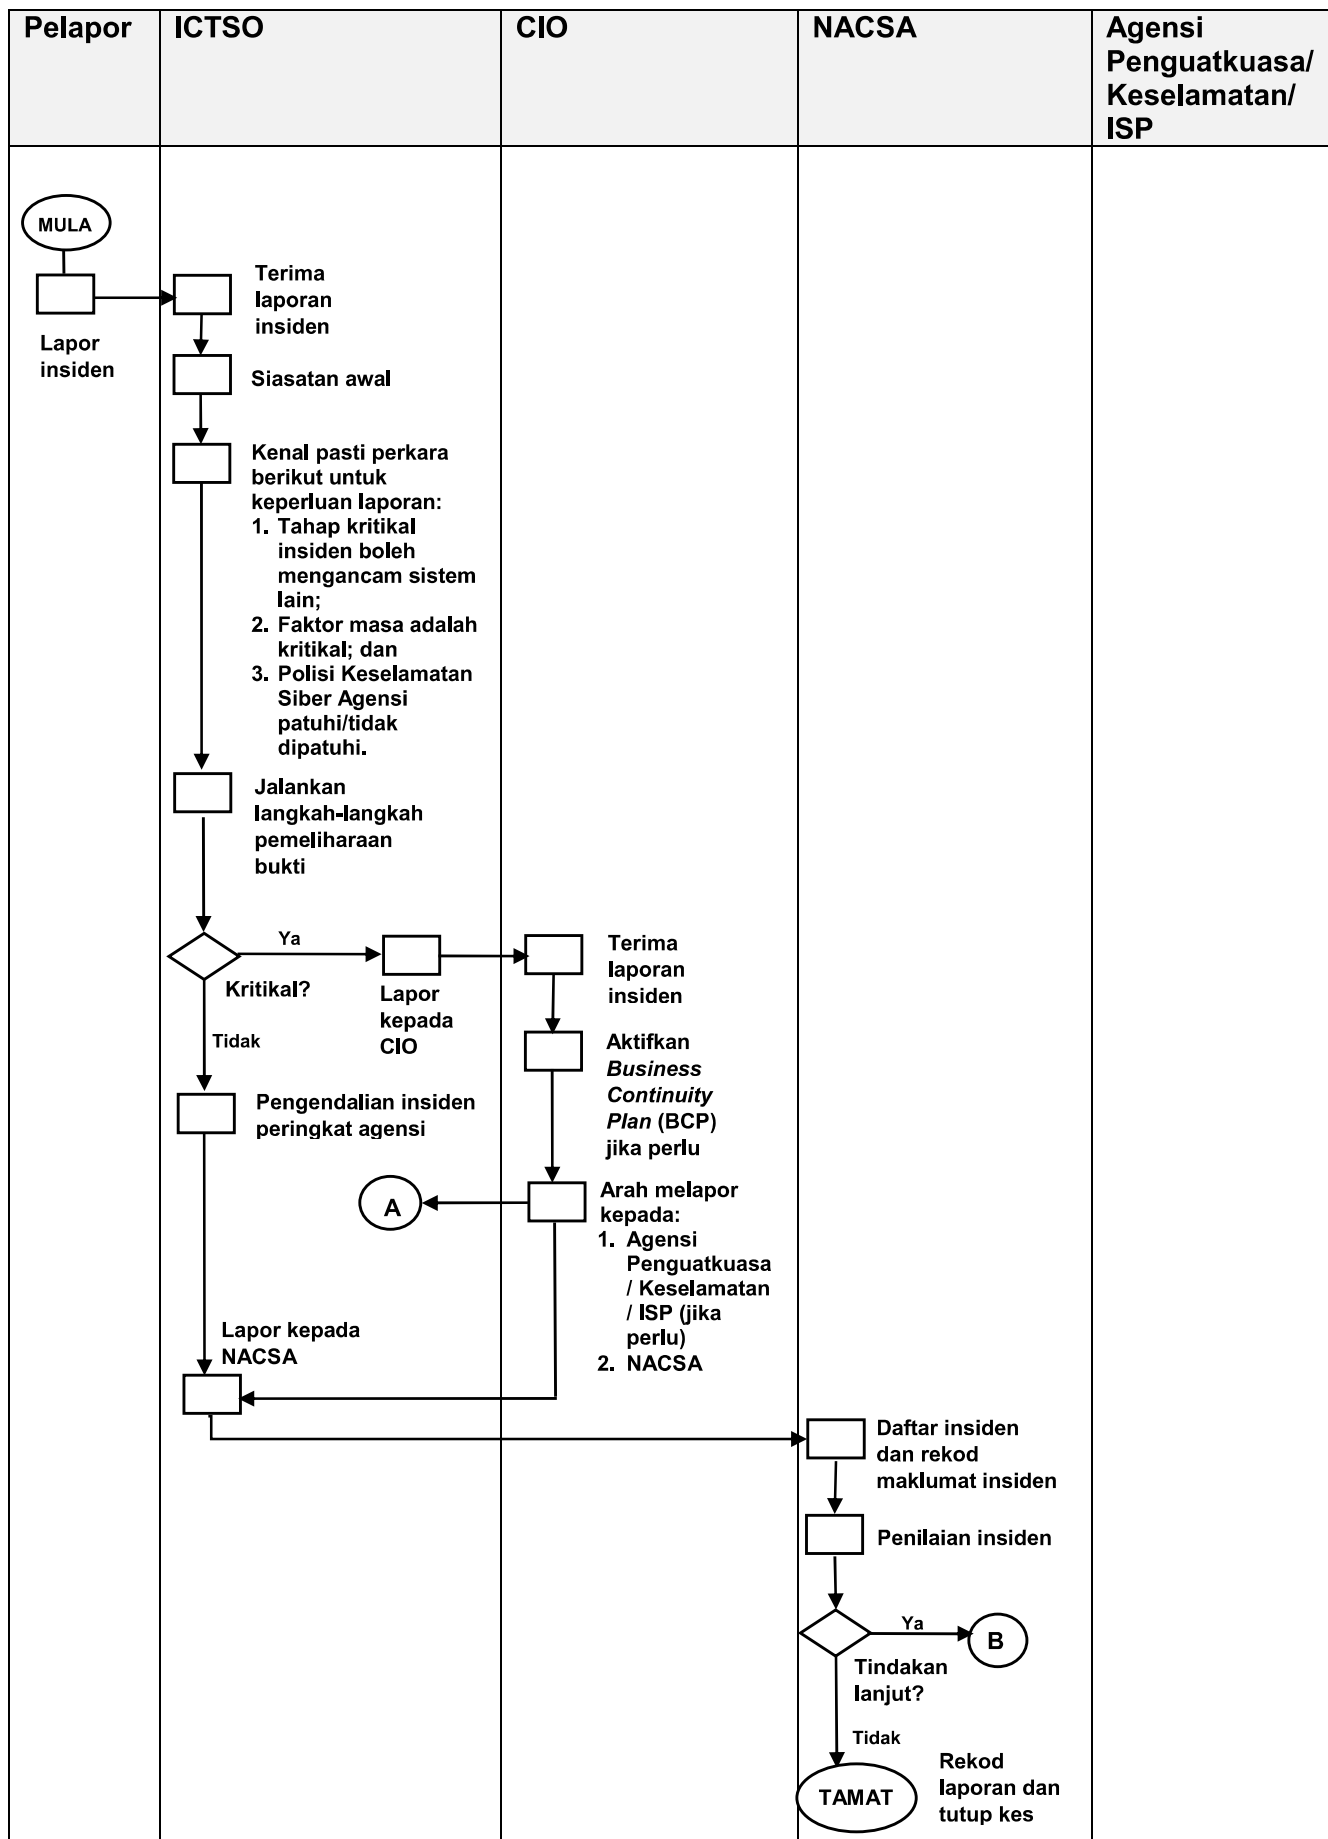 Pelapor
ICTSO
CIO
NACSA
Agensi
Penguatkuasa/
Keselamatan/
ISP
MULA
Lapor
insiden
Terima
laporan
insiden
Siasatan awal
Kenal pasti perkara
berikut untuk
keperluan laporan:
1. Tahap kritikal
insiden boleh
mengancam sistem
lain;
2. Faktor masa adalah
kritikal; dan
3. Polisi Keselamatan
Siber Agensi
patuhi/tidak
dipatuhi.
Jalankan
langkah-langkah
pemeliharaan
bukti
Ya
Kritikal?
Tidak
Lapor
kepada
CIO
Terima
laporan
insiden
Aktifkan
Business
Continuity
Plan (BCP)
jika perlu
Pengendalian insiden
peringkat agensi
A
Arah melapor
kepada:
1. Agensi
Penguatkuasa
/ Keselamatan
/ ISP (jika
perlu)
2. NACSA
Lapor kepada
NACSA
Daftar insiden
dan rekod
maklumat insiden
Penilaian insiden
Ya
B
Tindakan
lanjut?
Tidak
TAMAT
Rekod
laporan dan
tutup kes